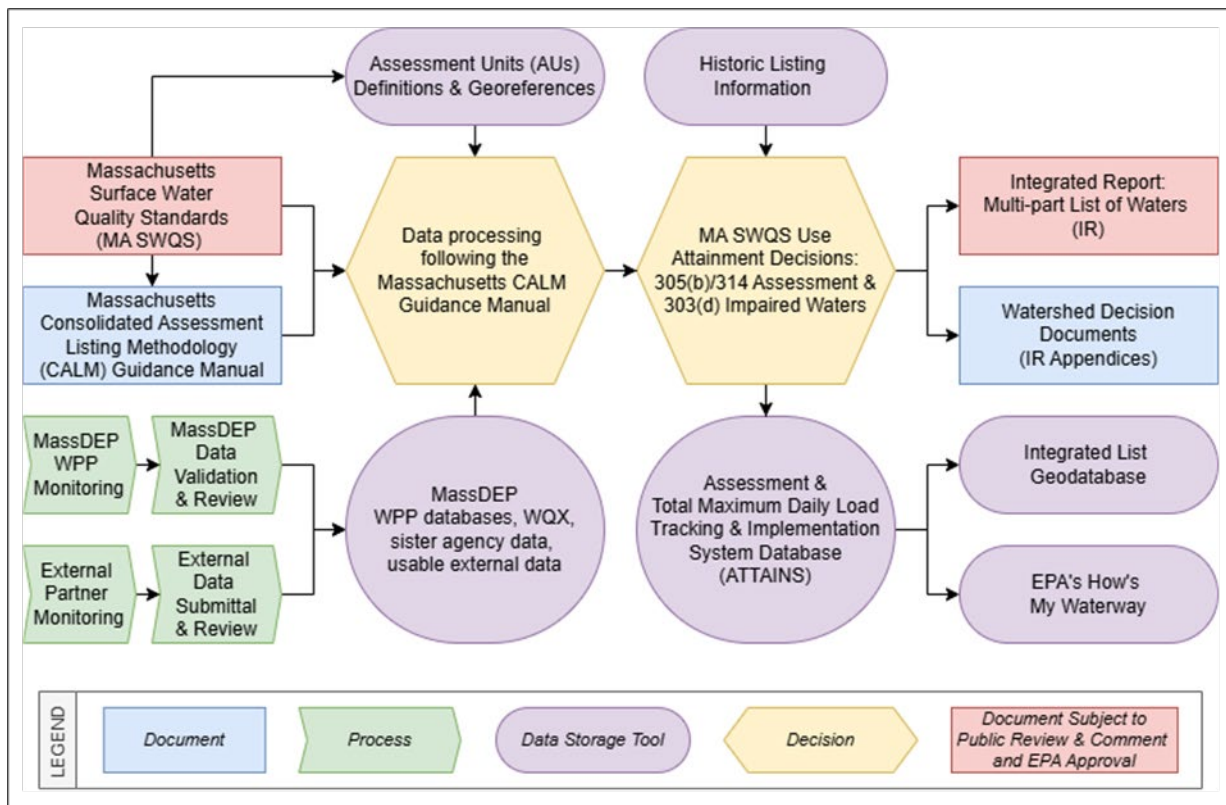 Assessment Units (AUs)
Definitions & Georeferences
Historic Listing
Information
Massachusetts
Surface Water
Quality Standards
(MA SWQS)
Data processing
following the
Massachusetts CALM
Guidance Manual
MA SWQS Use
Attainment Decisions:
305(b)/314 Assessment &
303(d) Impaired Waters
Integrated Report:
Multi-part List of Waters
(IR)
Massachusetts
Consolidated Assessment
Listing Methodology
(CALM) Guidance Manual
Watershed Decision
Documents
(IR Appendices)
MassDEP
WPP
Monitoring
MassDEP
Data
Validation
& Review
External
Partner
Monitoring
External
Data
Submittal
& Review
MassDEP
WPP databases, WQX,
sister agency data,
usable external data
Assessment &
Total Maximum Daily Load
Tracking & Implementation
System Database
(ATTAINS)
Integrated List
Geodatabase
EPA's How's
My Waterway
LEGEND
Document
Process
Data Storage Tool
Decision
Document Subject to
Public Review & Comment
and EPA Approval